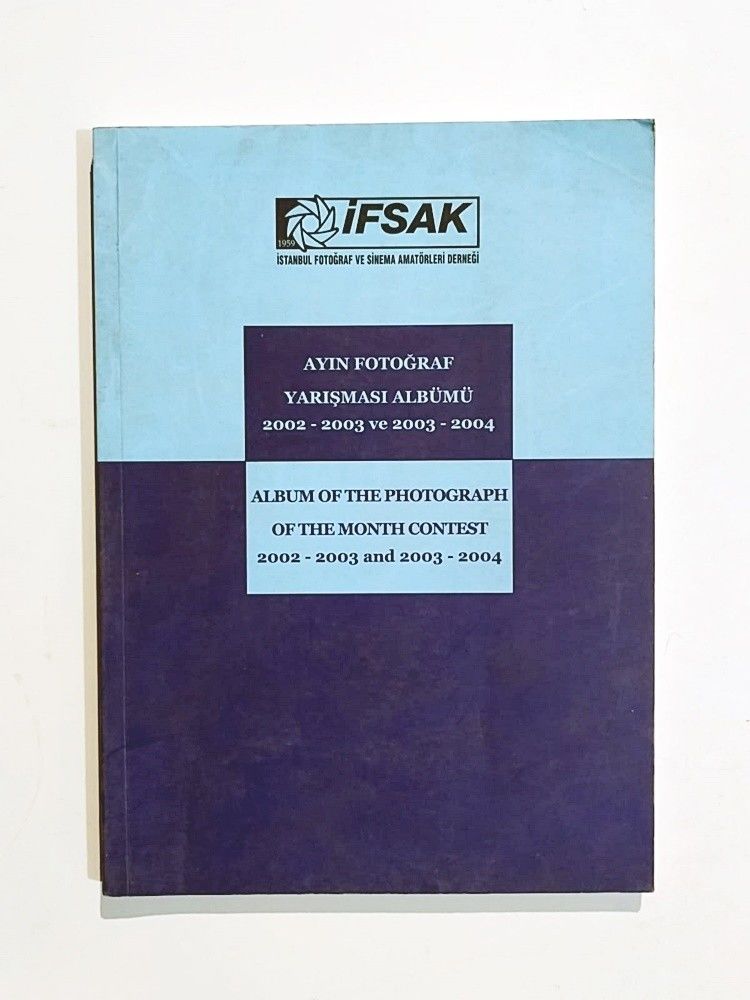 1959
İFSAK
İSTANBUL FOTOĞRAF VE SİNEMA AMATÖRLERİ DERNEĞİ
AYIN FOTOĞRAF
YARIŞMASI ALBÜMÜ
2002 - 2003 ve 2003 - 2004
ALBUM OF THE PHOTOGRAPH
OF THE MONTH CONTEST
2002 - 2003 and 2003 - 2004